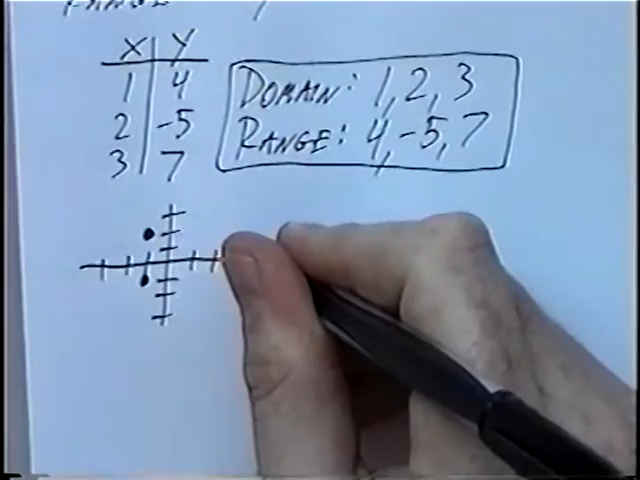 X Y
1 4
2 -5
3 7
DOMAIN: 1, 2, 3
RANGE: 4, -5, 7